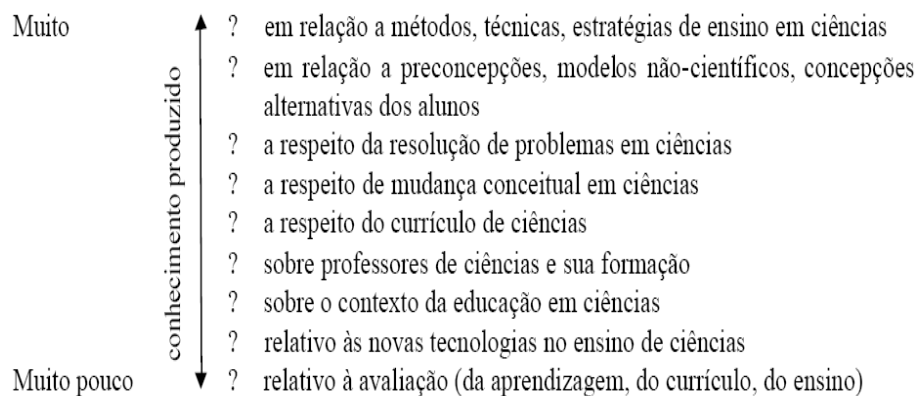 Muito ? em relação a métodos, técnicas, estratégias de ensino em ciências
? em relação a preconcepções, modelos não-científicos, concepções
alternativas dos alunos
? a respeito da resolução de problemas em ciências
? a respeito de mudança conceitual em ciências
? a respeito do currículo de ciências
? sobre professores de ciências e sua formação
? sobre o contexto da educação em ciências
? relativo às novas tecnologias no ensino de ciências
Muito pouco ? relativo à avaliação (da aprendizagem, do currículo, do ensino)
conhecimento produzido